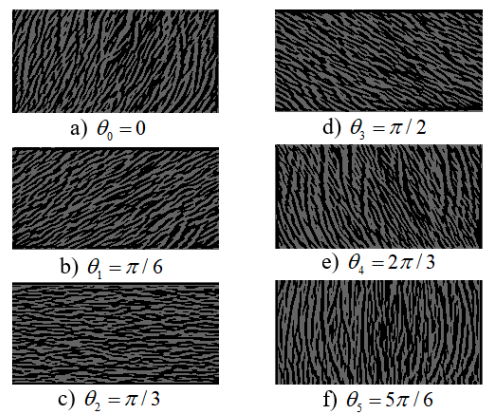 a) θ₀ = 0
b) θ₁ = π / 6
c) θ₂ = π / 3
d) θ₃ = π / 2
e) θ₄ = 2π / 3
f) θ₅ = 5π / 6